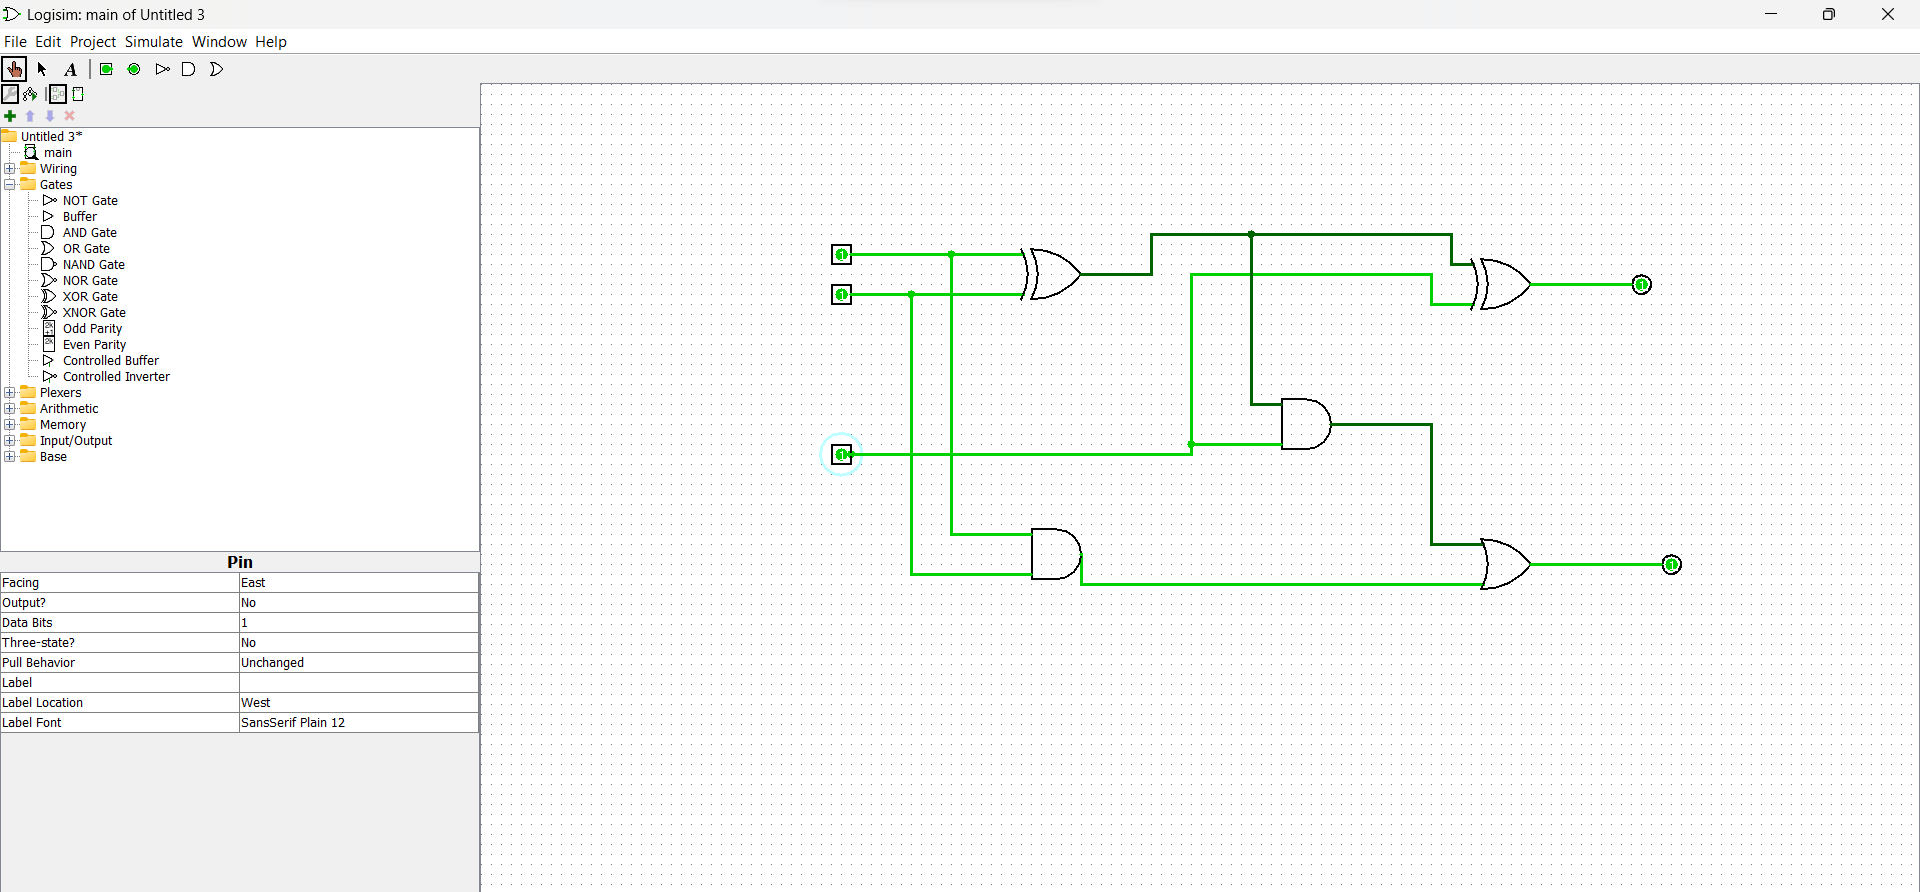 Logisim: main of Untitled 3
File Edit Project Simulate Window Help
A
Untitled 3*
main
Wiring
Gates
NOT Gate
Buffer
AND Gate
OR Gate
NAND Gate
NOR Gate
XOR Gate
XNOR Gate
Odd Parity
Even Parity
Controlled Buffer
Controlled Inverter
Plexers
Arithmetic
Memory
Input/Output
Base
Pin
Facing East
Output? No
Data Bits 1
Three-state? No
Pull Behavior Unchanged
Label
Label Location West
Label Font SansSerif Plain 12
1
1
1
1
1